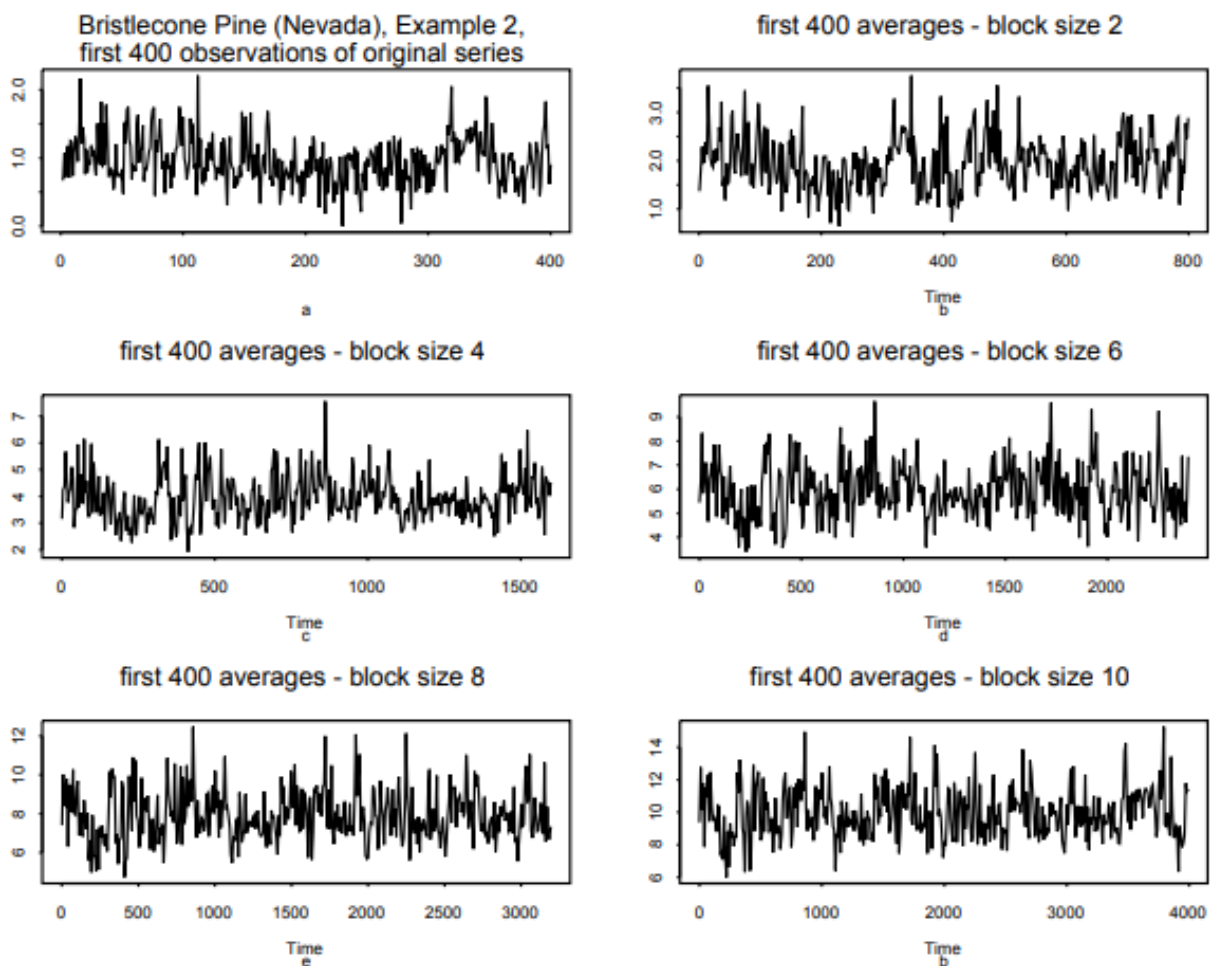 Bristlecone Pine (Nevada), Example 2,
first 400 observations of original series
2.0
1.0
0.0
0 100 200 300 400
a
first 400 averages - block size 2
3.0
2.0
1.0
0 200 400 600 800
Time
b
first 400 averages - block size 4
7
6
5
4
3
2
0 500 1000 1500
Time
c
first 400 averages - block size 6
9
8
7
6
5
4
0 500 1000 1500 2000
Time
d
first 400 averages - block size 8
12
10
8
6
0 500 1000 1500 2000 2500 3000
Time
e
first 400 averages - block size 10
14
12
10
8
6
0 1000 2000 3000 4000
Time
b